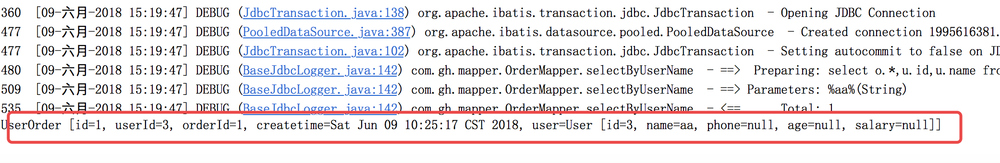 360 [09-六月-2018 15:19:47] DEBUG (JdbcTransaction.java:138) org.apache.ibatis.transaction.jdbc.JdbcTransaction - Opening JDBC Connection
477 [09-六月-2018 15:19:47] DEBUG (PooledDataSource.java:387) org.apache.ibatis.datasource.pooled.PooledDataSource - Created connection 1995616381.
477 [09-六月-2018 15:19:47] DEBUG (JdbcTransaction.java:102) org.apache.ibatis.transaction.jdbc.JdbcTransaction - Setting autocommit to false on JD
480 [09-六月-2018 15:19:47] DEBUG (BaseJdbcLogger.java:142) com.gh.mapper.OrderMapper.selectByUserName - ==> Preparing: select o.*,u.id,u.name fro
509 [09-六月-2018 15:19:47] DEBUG (BaseJdbcLogger.java:142) com.gh.mapper.OrderMapper.selectByUserName - ==> Parameters: %aa%(String)
535 [09-六月-2018 15:19:47] DEBUG (BaseJdbcLogger.java:142) com.gh.mapper.OrderMapper.selectByUserName - <== Total: 1
UserOrder [id=1, userId=3, orderId=1, createtime=Sat Jun 09 10:25:17 CST 2018, user=User [id=3, name=aa, phone=null, age=null, salary=null]]